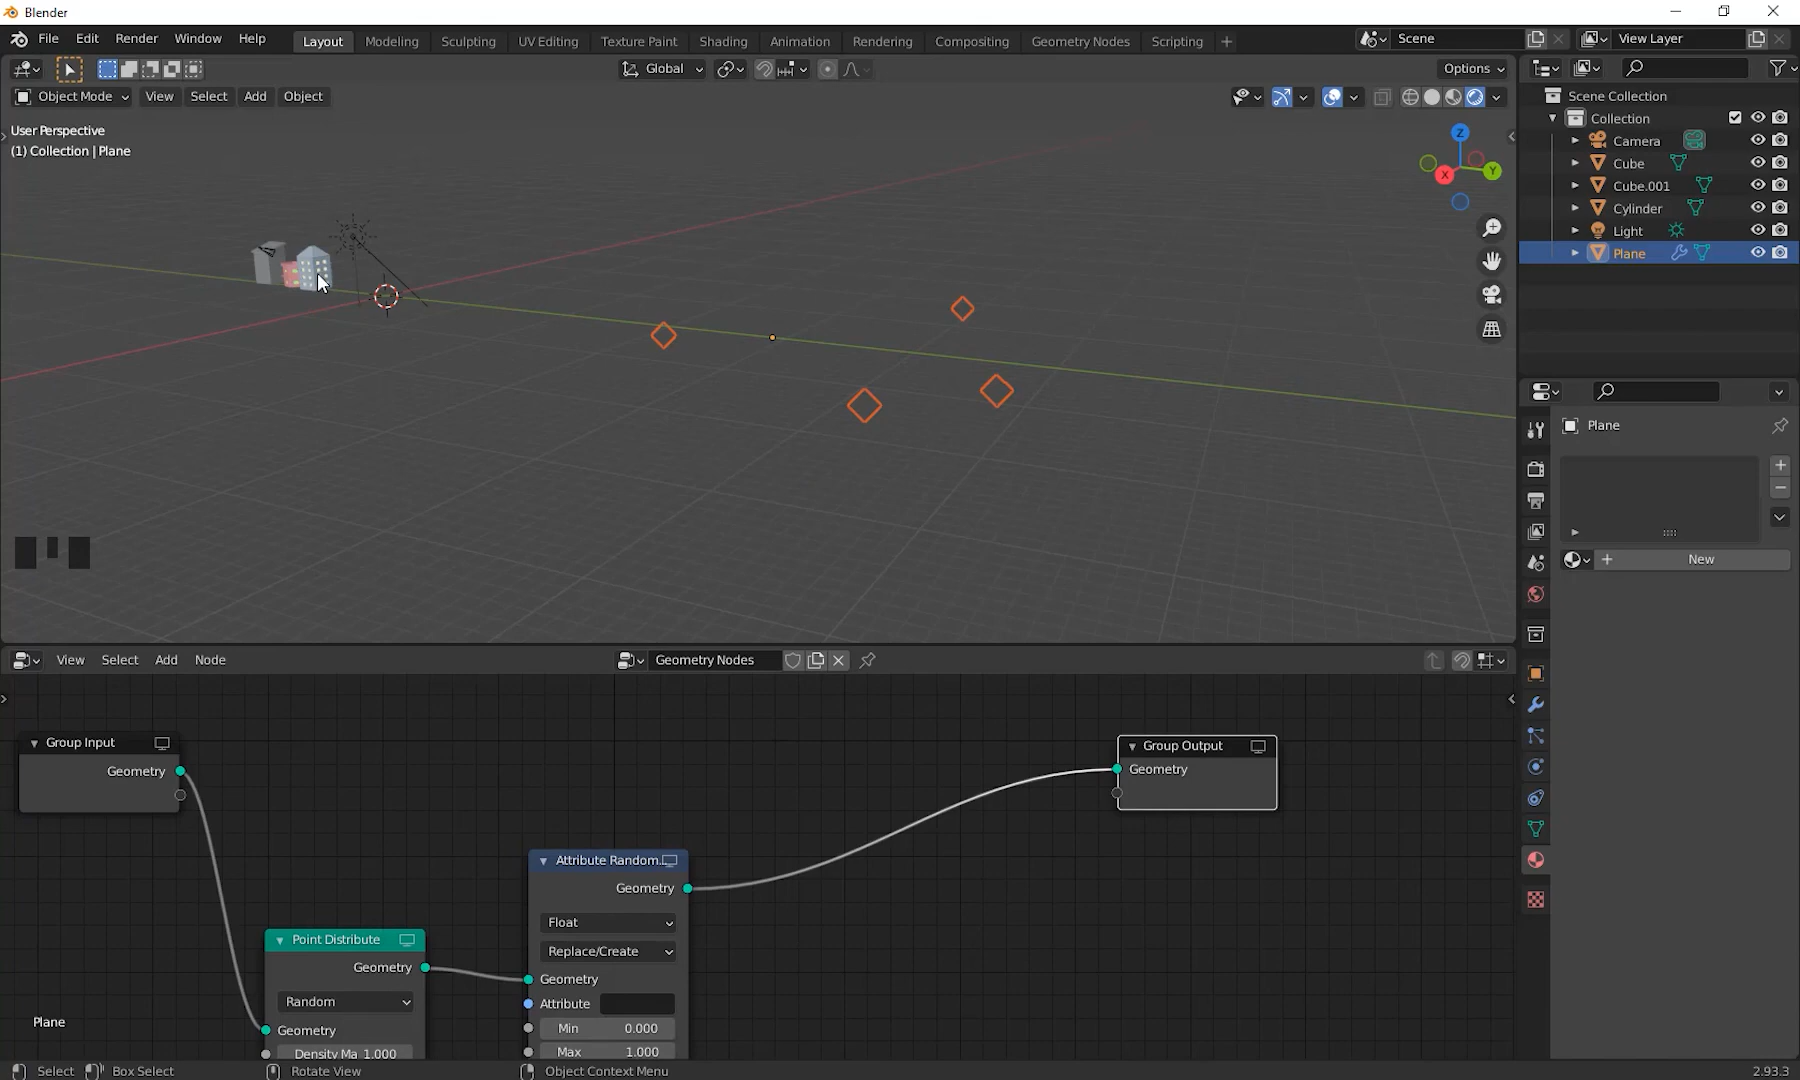 Blender
File Edit Render Window Help Layout Modeling Sculpting UV Editing Texture Paint Shading Animation Rendering Compositing Geometry Nodes Scripting + Scene View Layer
Global Options
Object Mode View Select Add Object
User Perspective
(1) Collection | Plane
Z
X Y
Scene Collection
Collection
Camera
Cube
Cube.001
Cylinder
Light
Plane
Plane
New
View Select Add Node Geometry Nodes
Group Input
Geometry
Group Output
Geometry
Attribute Random..
Geometry
Float
Replace/Create
Geometry
Attribute
Min 0.000
Max 1.000
Point Distribute
Geometry
Random
Geometry
Density Ma 1.000
Plane
Select Box Select Rotate View Object Context Menu 2.93.3